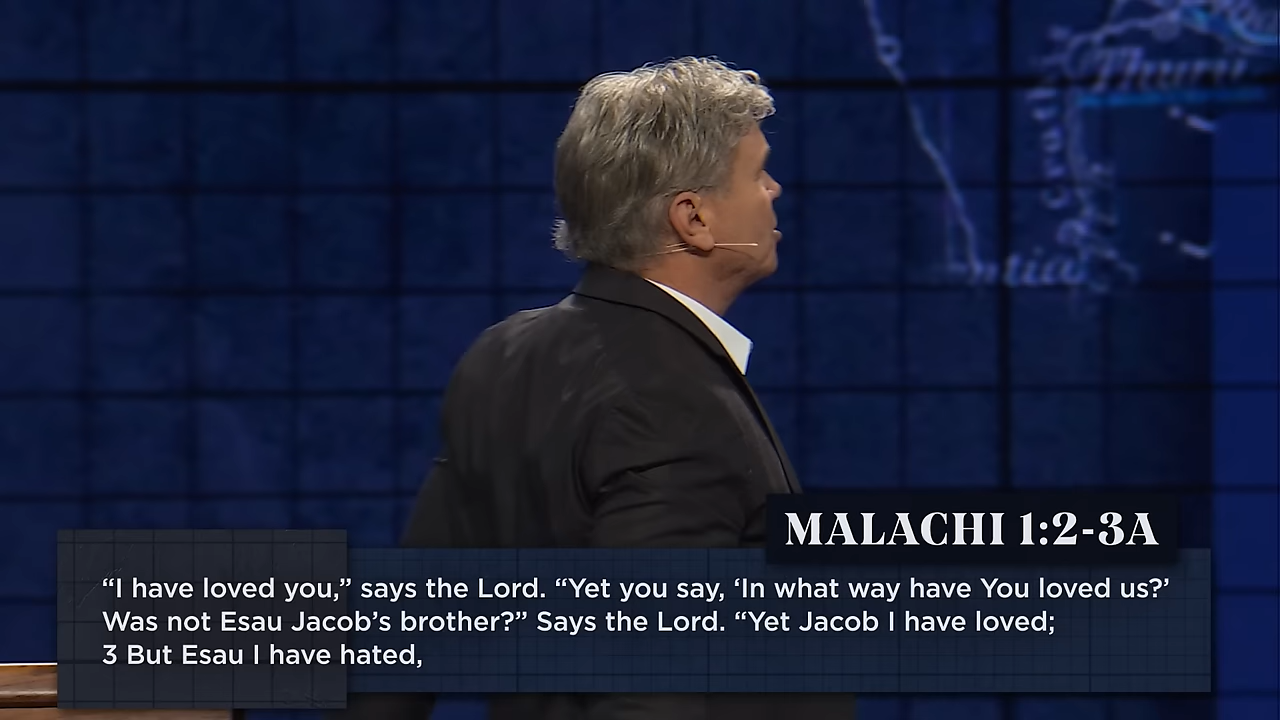 MALACHI 1:2-3A
“I have loved you,” says the Lord. “Yet you say, ‘In what way have You loved us?’
Was not Esau Jacob’s brother?” Says the Lord. “Yet Jacob I have loved;
3 But Esau I have hated,